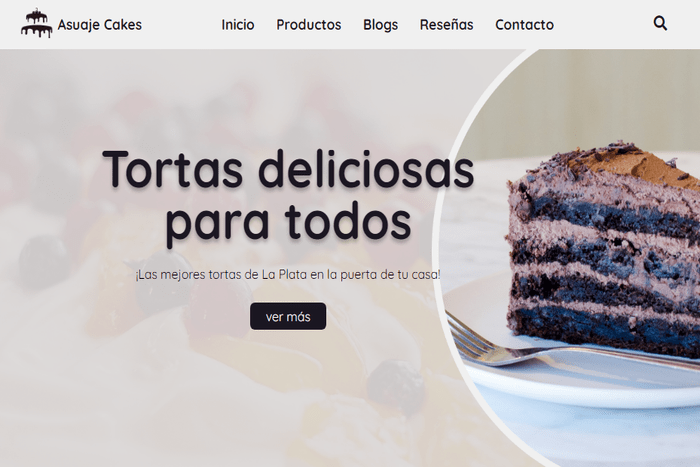 Asuaje Cakes
Inicio Productos Blogs Reseñas Contacto
Tortas deliciosas
para todos
¡Las mejores tortas de La Plata en la puerta de tu casa!
ver más